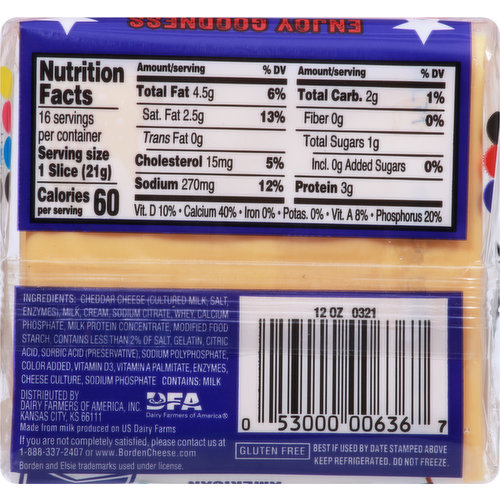 ENJOY GOODNESS
Nutrition
Facts
16 servings
per container
Serving size
1 Slice (21g)
Calories
per serving 60
Amount/serving % DV
Total Fat 4.5g 6%
Sat. Fat 2.5g 13%
Trans Fat 0g
Cholesterol 15mg 5%
Sodium 270mg 12%
Amount/serving % DV
Total Carb. 2g 1%
Fiber 0g 0%
Total Sugars 1g
Incl. 0g Added Sugars 0%
Protein 3g
Vit. D 10% • Calcium 40% • Iron 0% • Potas. 0% • Vit. A 8% • Phosphorus 20%
INGREDIENTS: CHEDDAR CHEESE (CULTURED MILK, SALT,
ENZYMES), MILK, CREAM, SODIUM CITRATE, WHEY, CALCIUM
PHOSPHATE, MILK PROTEIN CONCENTRATE, MODIFIED FOOD
STARCH, CONTAINS LESS THAN 2% OF SALT, GELATIN, CITRIC
ACID, SORBIC ACID (PRESERVATIVE), SODIUM POLYPHOSPHATE,
COLOR ADDED, VITAMIN D3, VITAMIN A PALMITATE, ENZYMES,
CHEESE CULTURE, SODIUM PHOSPHATE CONTAINS: MILK
DISTRIBUTED BY
DAIRY FARMERS OF AMERICA, INC.
KANSAS CITY, KS 66111
DFA
Dairy Farmers of America®
Made from milk produced on US Dairy Farms
If you are not completely satisfied, please contact us at
1-888-337-2407 or www.BordenCheese.com
Borden and Elsie trademarks used under license.
12 OZ 0321
0 53000 00636 7
GLUTEN FREE
BEST IF USED BY DATE STAMPED ABOVE
KEEP REFRIGERATED. DO NOT FREEZE.